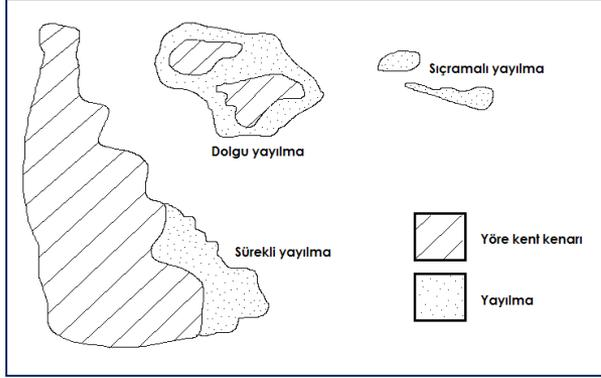 Sıçramalı yayılma
Dolgu yayılma
Sürekli yayılma
Yöre kent kenarı
Yayılma